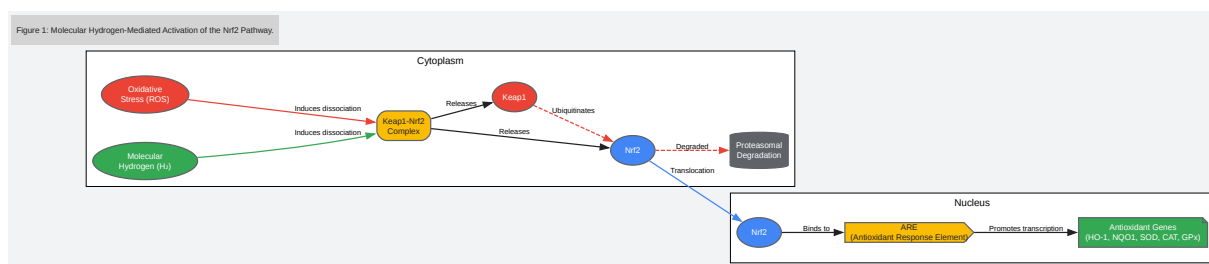 Figure 1: Molecular Hydrogen-Mediated Activation of the Nrf2 Pathway.
Cytoplasm
Oxidative
Stress (ROS)
Induces dissociation
Molecular
Hydrogen (H₂)
Induces dissociation
Keap1-Nrf2
Complex
Releases
Keap1
Ubiquitinates
Releases
Nrf2
Degraded
Proteasomal
Degradation
Translocation
Nucleus
Nrf2
Binds to
ARE
(Antioxidant Response Element)
Promotes transcription
Antioxidant Genes
(HO-1, NQO1, SOD, CAT, GPx)